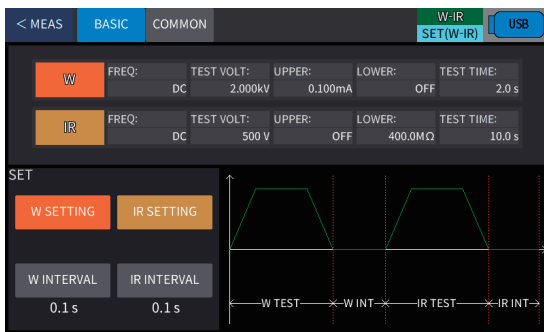 < MEAS BASIC COMMON W-IR SET(W-IR) USB
W FREQ: DC TEST VOLT: 2.000kV UPPER: 0.100mA LOWER: OFF TEST TIME: 2.0 s
IR FREQ: DC TEST VOLT: 500 V UPPER: OFF LOWER: 400.0MΩ TEST TIME: 10.0 s
SET
W SETTING IR SETTING
W INTERVAL IR INTERVAL
0.1 s 0.1 s
W TEST W INT IR TEST IR INT